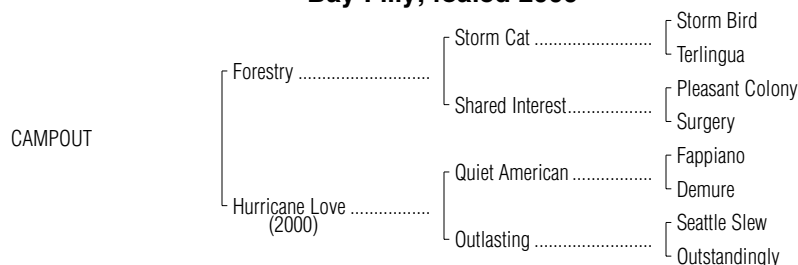 Bay Filly; foaled
Storm Bird
Storm Cat
Terlingua
Forestry
Pleasant Colony
Shared Interest
Surgery
CAMPOUT
Fappiano
Quiet American
Demure
Hurricane Love
(2000)
Seattle Slew
Outlasting
Outstandingly